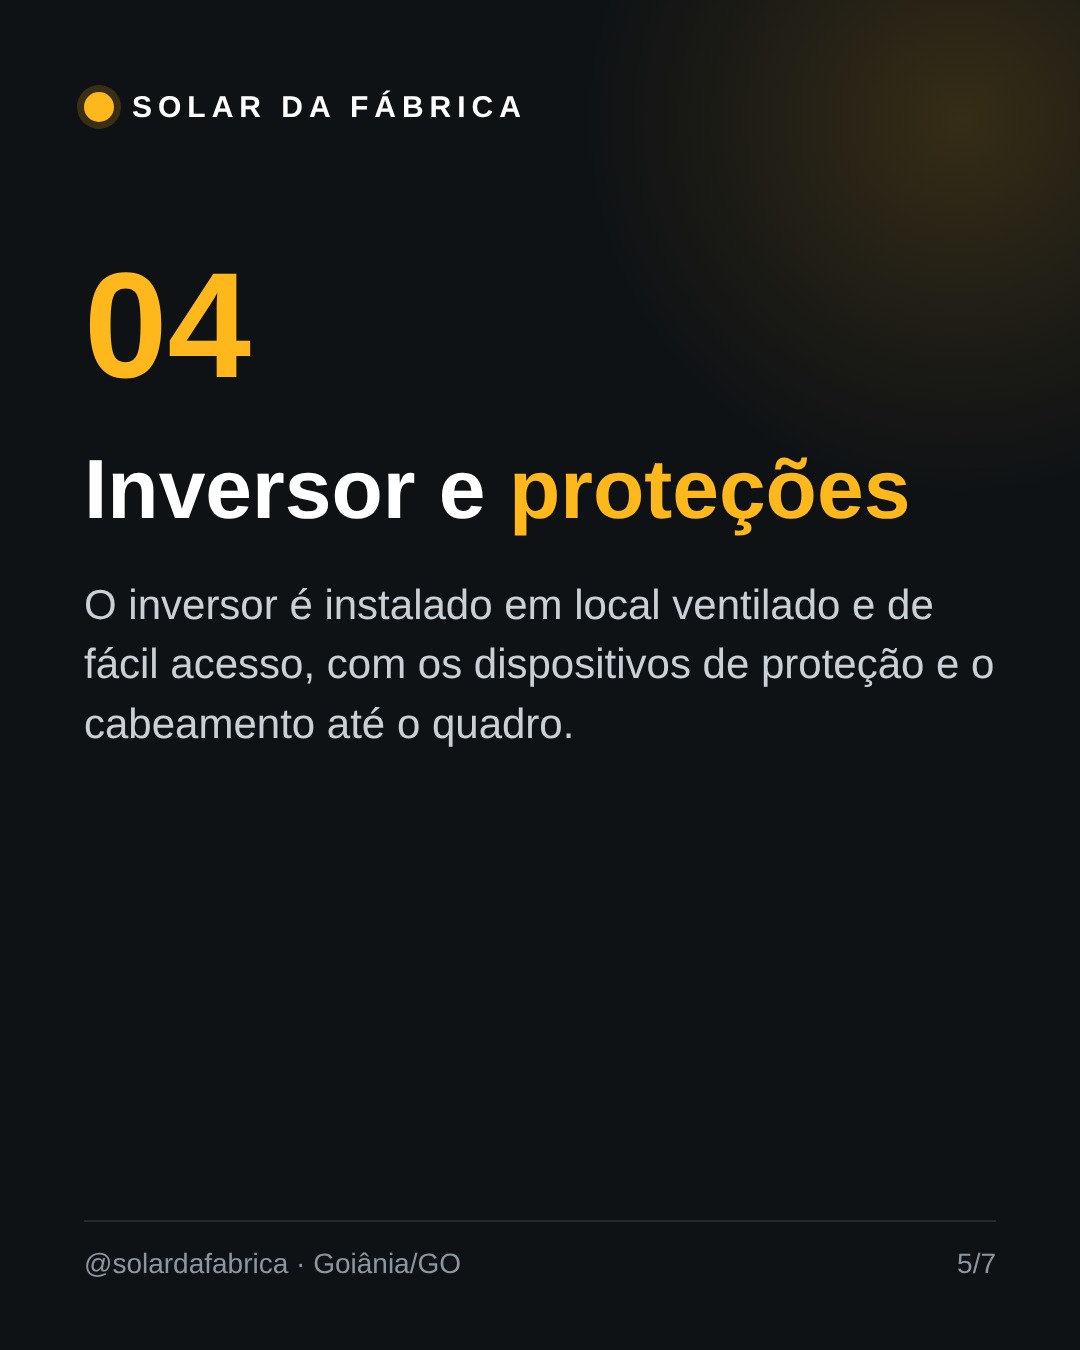 SOLAR DA FÁBRICA
04
Inversor e proteções
O inversor é instalado em local ventilado e de
fácil acesso, com os dispositivos de proteção e o
cabeamento até o quadro.
@solardafabrica · Goiânia/GO
5/7